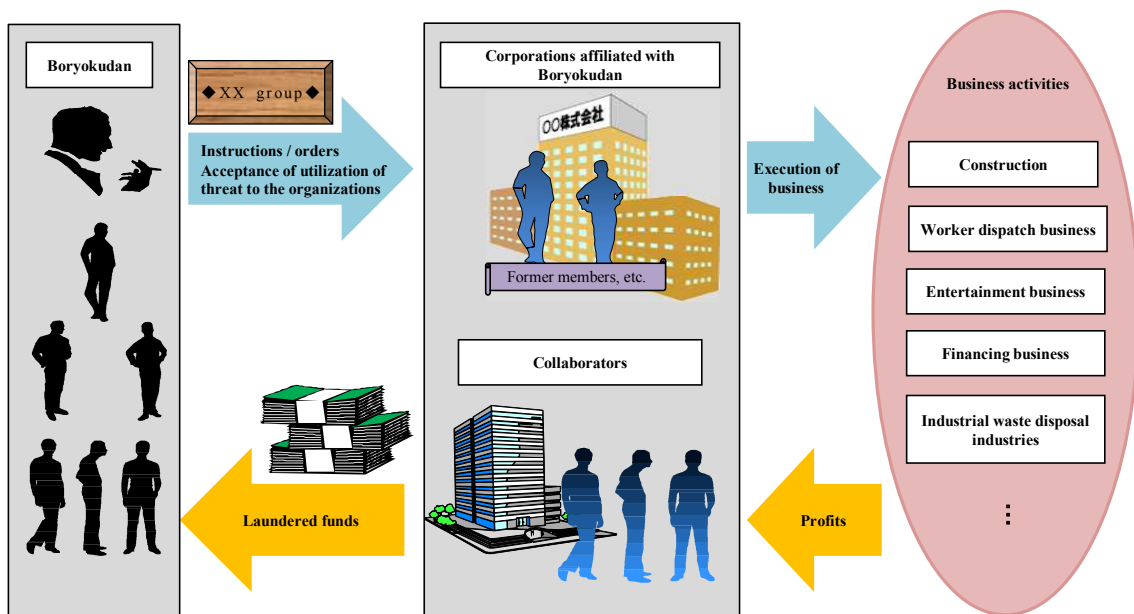 Boryokudan
◆XX group◆
Instructions / orders
Acceptance of utilization of
threat to the organizations
Corporations affiliated with
Boryokudan
〇〇株式会社
Former members, etc.
Collaborators
Laundered funds
Execution of
business
Profits
Business activities
Construction
Worker dispatch business
Entertainment business
Financing business
Industrial waste disposal
industries
⋮